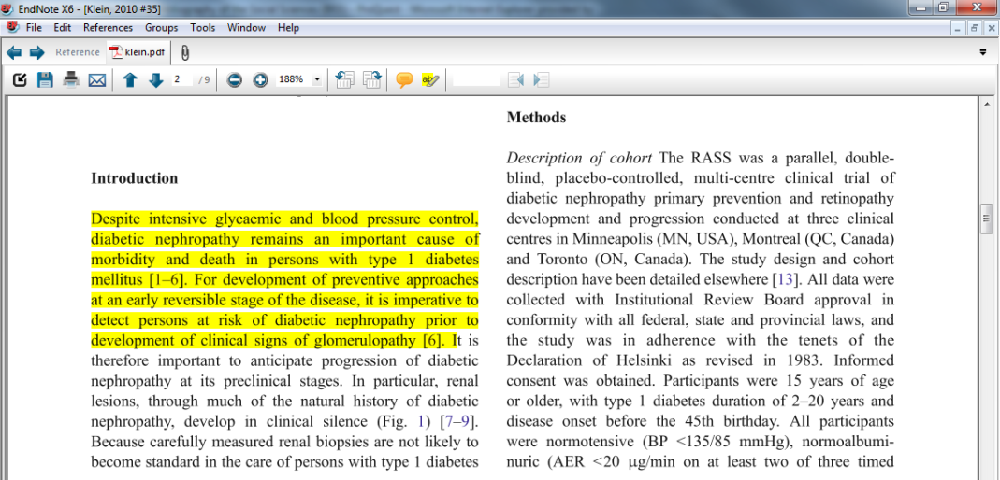 EndNote X6 - [Klein, 2010 #35]
File Edit References Groups Tools Window Help
Reference klein.pdf
2 / 9 188%
Introduction
Despite intensive glycaemic and blood pressure control,
diabetic nephropathy remains an important cause of
morbidity and death in persons with type 1 diabetes
mellitus [1–6]. For development of preventive approaches
at an early reversible stage of the disease, it is imperative to
detect persons at risk of diabetic nephropathy prior to
development of clinical signs of glomerulopathy [6]. It is
therefore important to anticipate progression of diabetic
nephropathy at its preclinical stages. In particular, renal
lesions, through much of the natural history of diabetic
nephropathy, develop in clinical silence (Fig. 1) [7–9].
Because carefully measured renal biopsies are not likely to
become standard in the care of persons with type 1 diabetes
Methods
Description of cohort The RASS was a parallel, double-
blind, placebo-controlled, multi-centre clinical trial of
diabetic nephropathy primary prevention and retinopathy
development and progression conducted at three clinical
centres in Minneapolis (MN, USA), Montreal (QC, Canada)
and Toronto (ON, Canada). The study design and cohort
description have been detailed elsewhere [13]. All data were
collected with Institutional Review Board approval in
conformity with all federal, state and provincial laws, and
the study was in adherence with the tenets of the
Declaration of Helsinki as revised in 1983. Informed
consent was obtained. Participants were 15 years of age
or older, with type 1 diabetes duration of 2–20 years and
disease onset before the 45th birthday. All participants
were normotensive (BP <135/85 mmHg), normoalbumi-
nuric (AER <20 μg/min on at least two of three timed